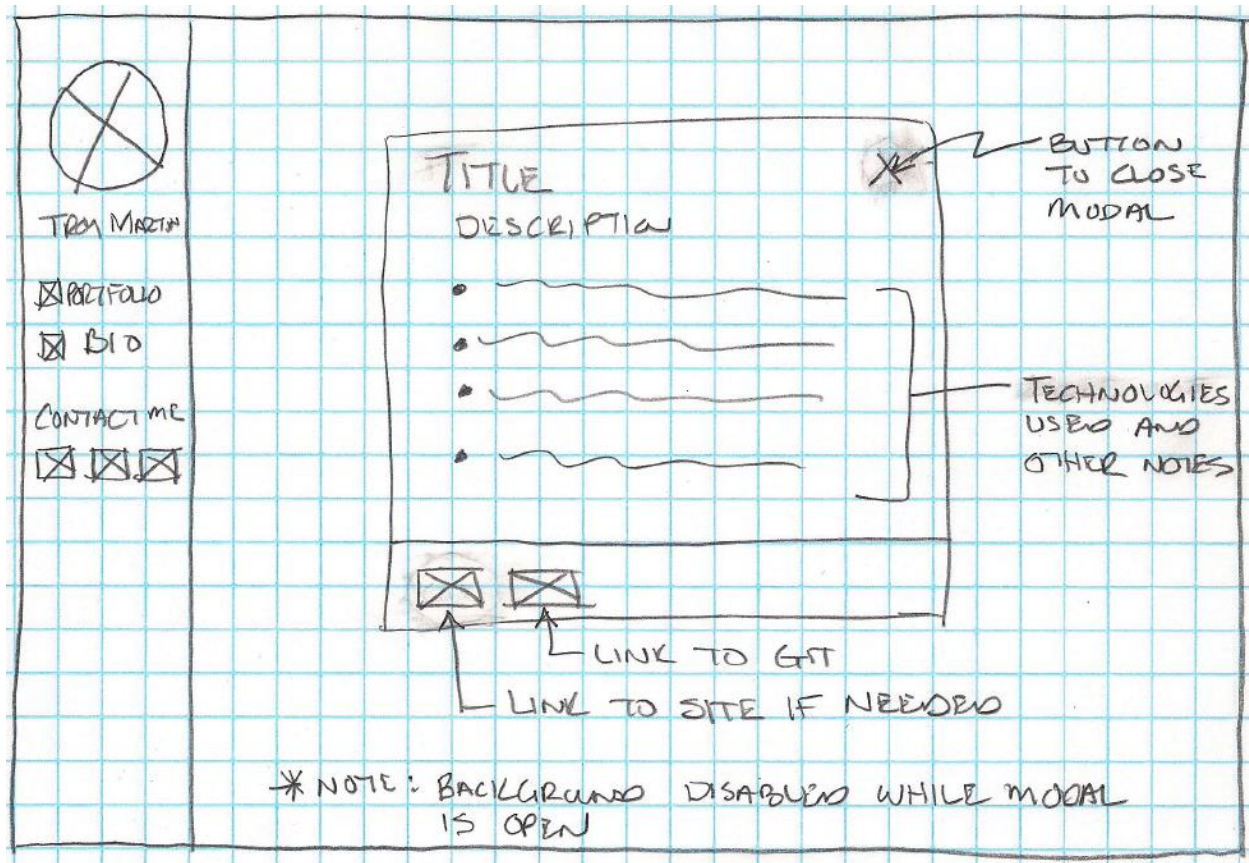 TROY MARTIN
PORTFOLIO
BIO
CONTACT ME
TITLE
DESCRIPTION
BUTTON
TO CLOSE
MODAL
TECHNOLOGIES
USED AND
OTHER NOTES
LINK TO GIT
LINK TO SITE IF NEEDED
* NOTE: BACKGROUND DISABLED WHILE MODAL
IS OPEN